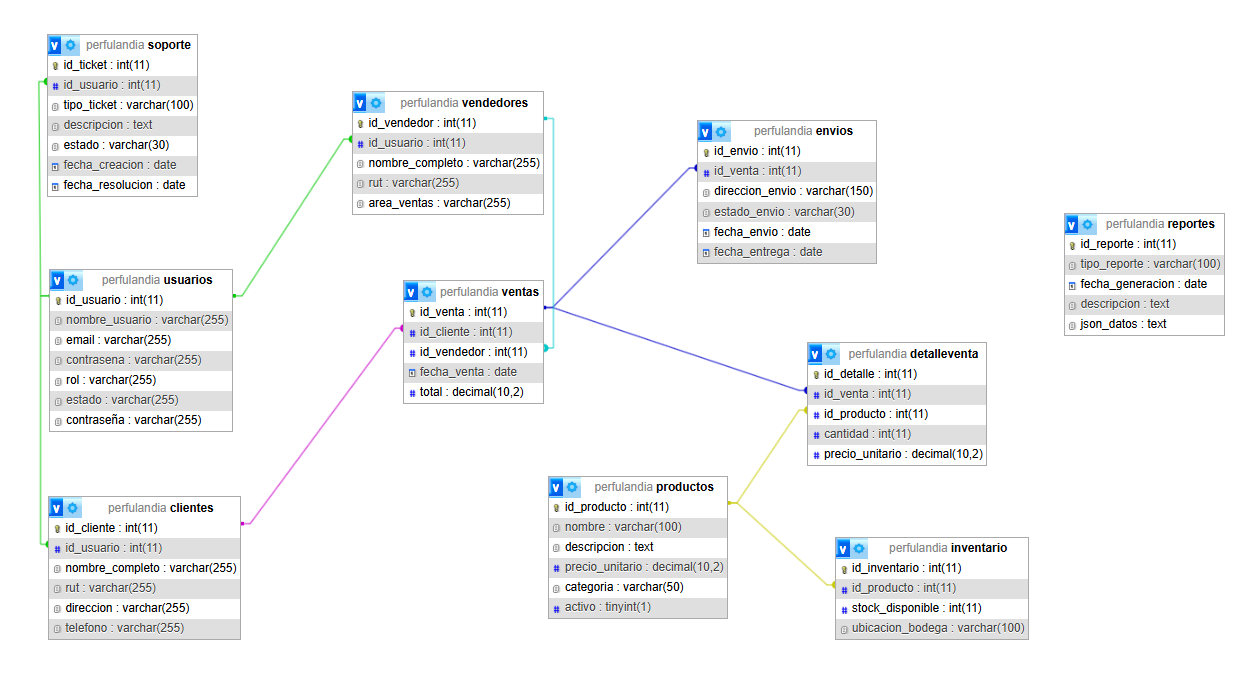 perfulandia soporte
id_ticket : int(11)
id_usuario : int(11)
tipo_ticket : varchar(100)
descripcion : text
estado : varchar(30)
fecha_creacion : date
fecha_resolucion : date
perfulandia vendedores
id_vendedor : int(11)
id_usuario : int(11)
nombre_completo : varchar(255)
rut : varchar(255)
area_ventas : varchar(255)
perfulandia envios
id_envio : int(11)
id_venta : int(11)
direccion_envio : varchar(150)
estado_envio : varchar(30)
fecha_envio : date
fecha_entrega : date
perfulandia reportes
id_reporte : int(11)
tipo_reporte : varchar(100)
fecha_generacion : date
descripcion : text
json_datos : text
perfulandia usuarios
id_usuario : int(11)
nombre_usuario : varchar(255)
email : varchar(255)
contrasena : varchar(255)
rol : varchar(255)
estado : varchar(255)
contraseña : varchar(255)
perfulandia ventas
id_venta : int(11)
id_cliente : int(11)
id_vendedor : int(11)
fecha_venta : date
total : decimal(10,2)
perfulandia detalleventa
id_detalle : int(11)
id_venta : int(11)
id_producto : int(11)
cantidad : int(11)
precio_unitario : decimal(10,2)
perfulandia clientes
id_cliente : int(11)
id_usuario : int(11)
nombre_completo : varchar(255)
rut : varchar(255)
direccion : varchar(255)
telefono : varchar(255)
perfulandia productos
id_producto : int(11)
nombre : varchar(100)
descripcion : text
precio_unitario : decimal(10,2)
categoria : varchar(50)
activo : tinyint(1)
perfulandia inventario
id_inventario : int(11)
id_producto : int(11)
stock_disponible : int(11)
ubicacion_bodega : varchar(100)